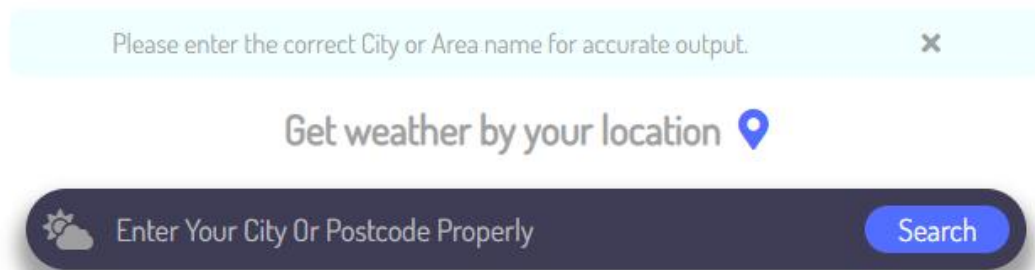 Please enter the correct City or Area name for accurate output.
Get weather by your location
Enter Your City Or Postcode Properly
Search